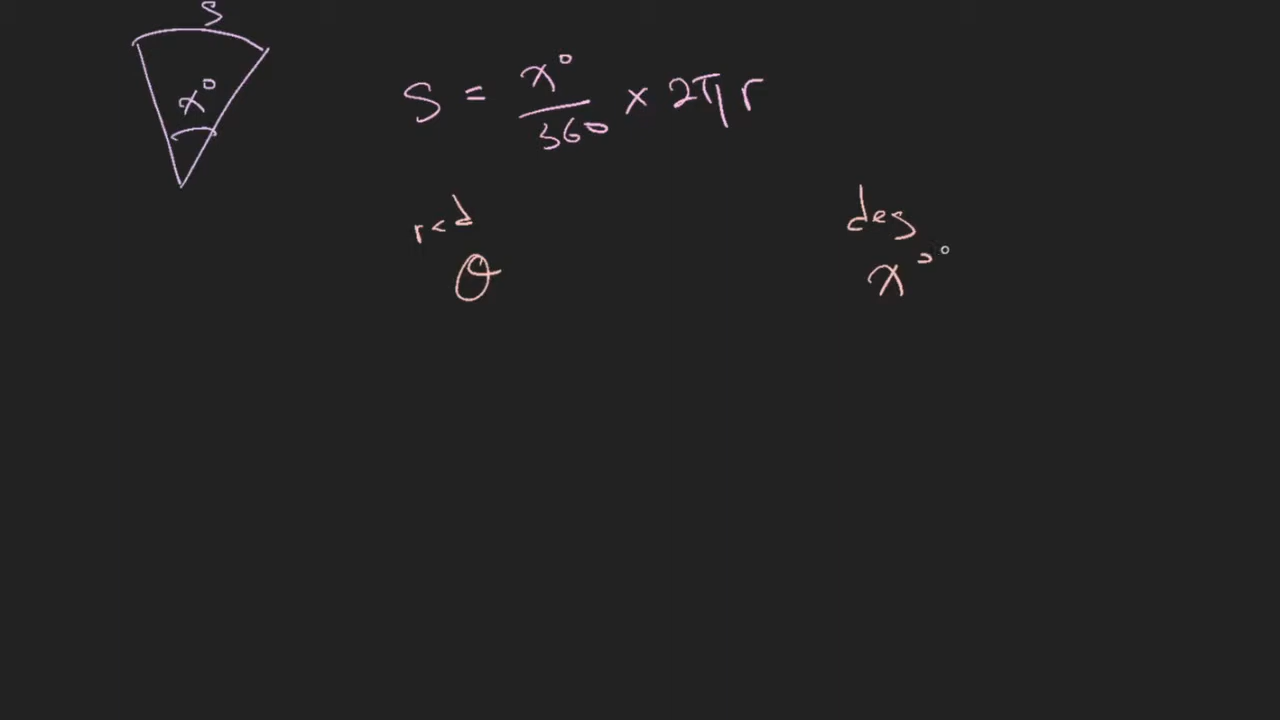 S
x°
S = x°/360 × 2πr
rad deg
θ x°